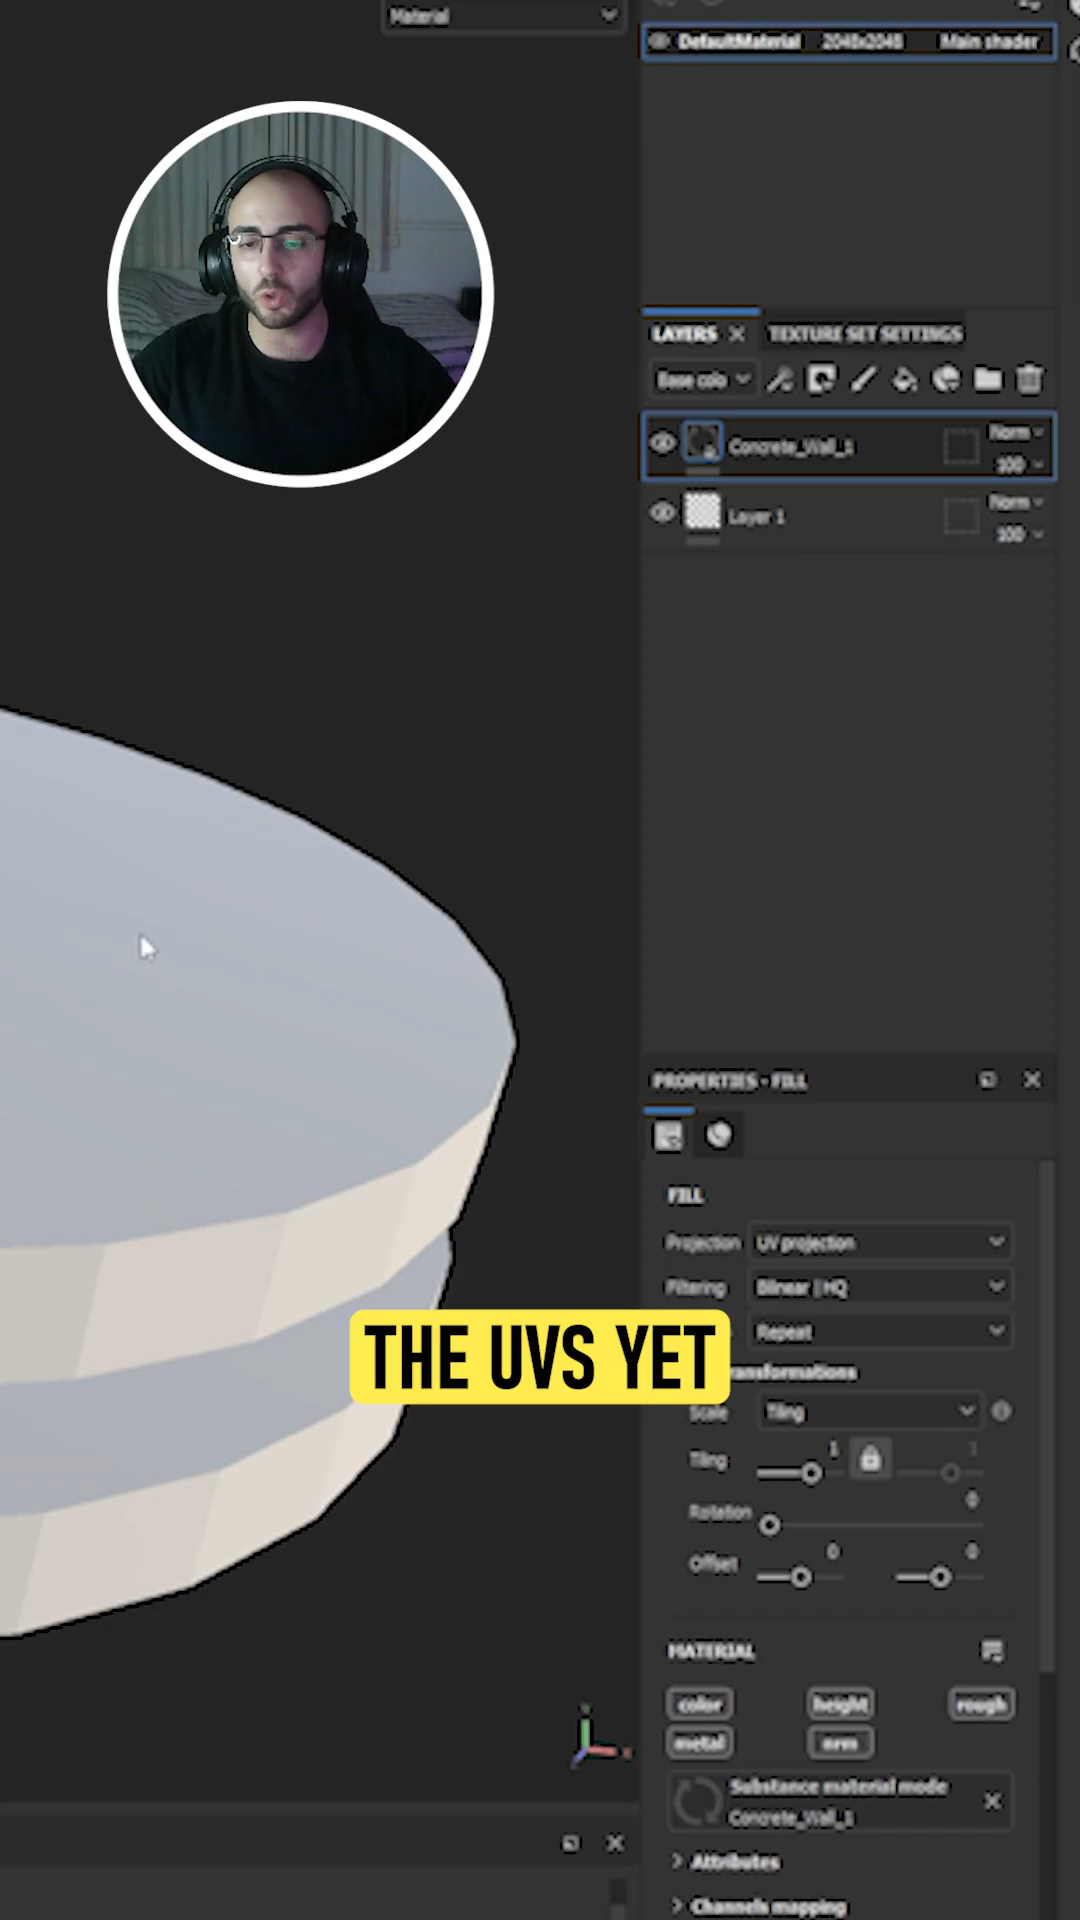 Material
DefaultMaterial 2048x2048 Main shader
LAYERS TEXTURE SET SETTINGS
Base colo
Concrete_Wall_1 Norm
100
Layer 1 Norm
100
PROPERTIES - FILL
FILL
Projection UV projection
Filtering Bilinear | HQ
Repeat
THE UVS YET
ansformations
Scale Tiling
Tiling 1 1
Rotation 0
Offset 0 0
MATERIAL
color height rough
metal nrm
Substance material mode
Concrete_Wall_1
Attributes
Channels mapping